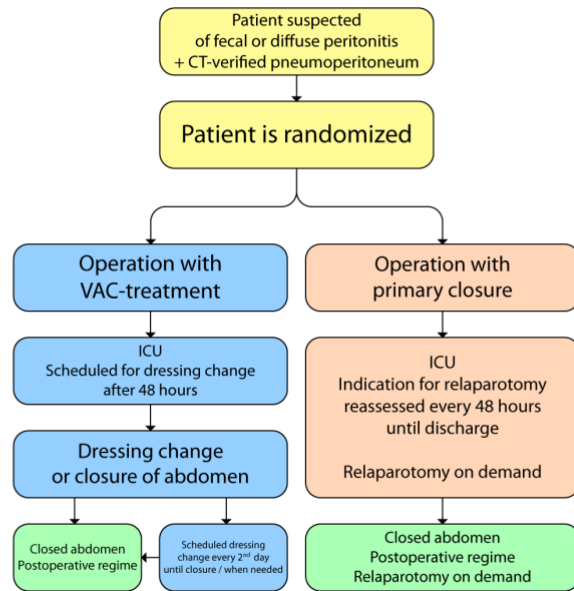 Patient suspected
of fecal or diffuse peritonitis
+ CT-verified pneumoperitoneum
Patient is randomized
Operation with
VAC-treatment
Operation with
primary closure
ICU
Scheduled for dressing change
after 48 hours
ICU
Indication for relaparotomy
reassessed every 48 hours
until discharge
Relaparotomy on demand
Dressing change
or closure of abdomen
Closed abdomen
Postoperative regime
Scheduled dressing
change every 2nd day
until closure / when needed
Closed abdomen
Postoperative regime
Relaparotomy on demand